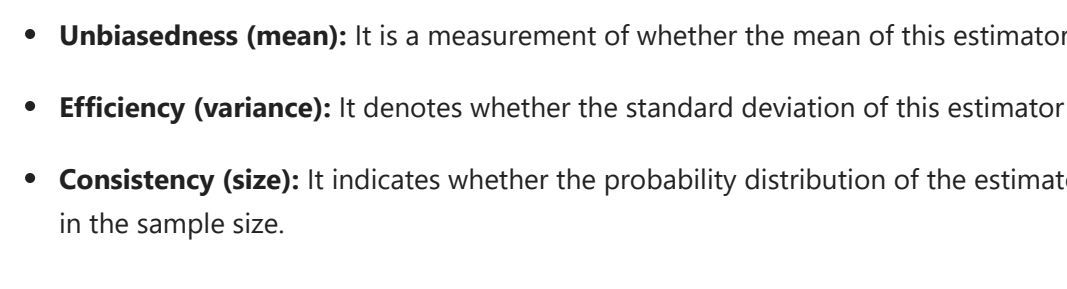 • Unbiasedness (mean): It is a measurement of whether the mean of this estimator
• Efficiency (variance): It denotes whether the standard deviation of this estimator
• Consistency (size): It indicates whether the probability distribution of the
in the sample size.